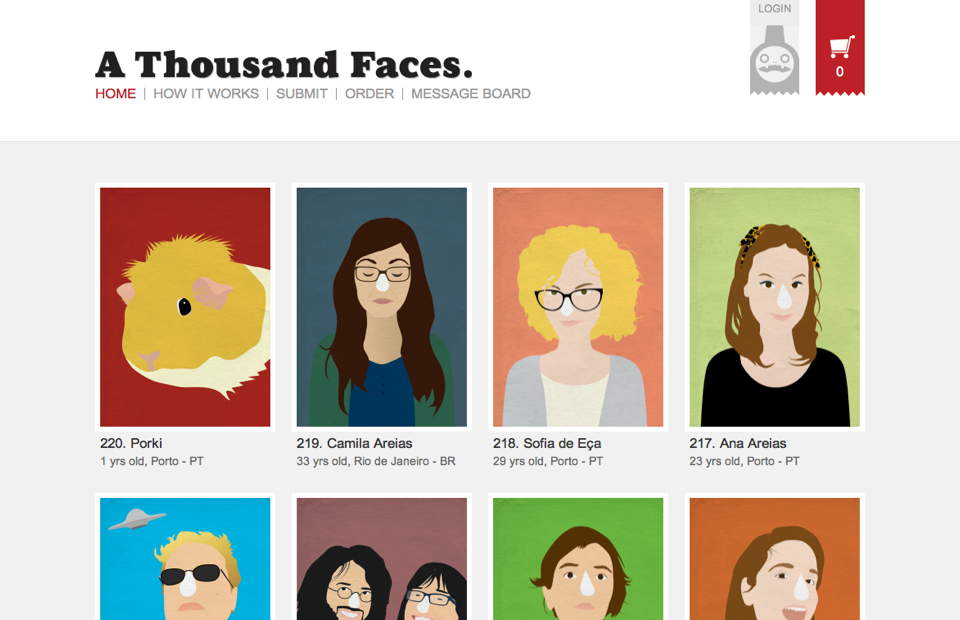 LOGIN
0
A Thousand Faces.
HOME | HOW IT WORKS | SUBMIT | ORDER | MESSAGE BOARD
220. Porki
1 yrs old, Porto - PT
219. Camila Areias
33 yrs old, Rio de Janeiro - BR
218. Sofia de Eça
29 yrs old, Porto - PT
217. Ana Areias
23 yrs old, Porto - PT